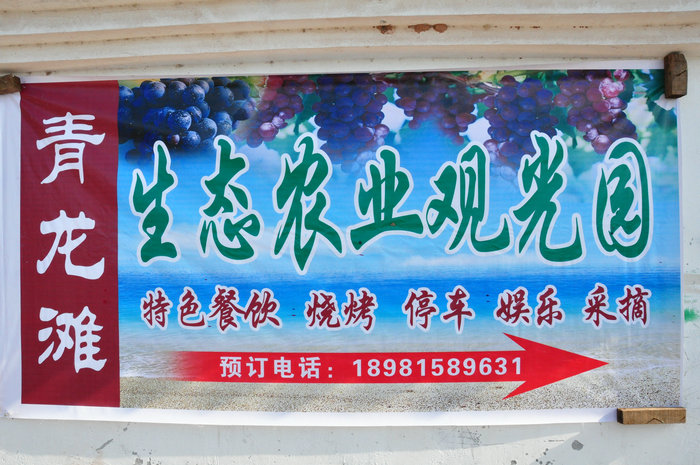 青龙滩
生态农业观光园
特色餐饮 烧烤 停车 娱乐 采摘
预订电话：18981589631